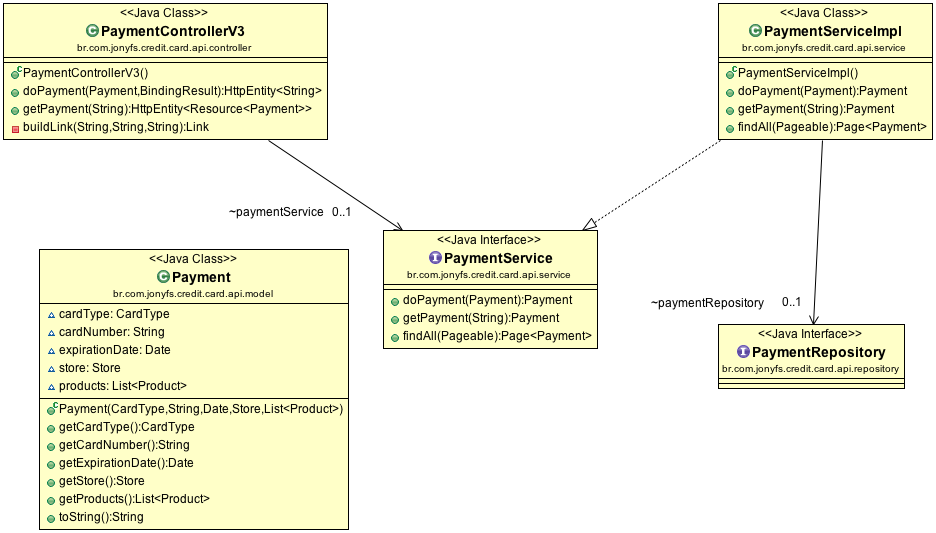 <<Java Class>>
PaymentControllerV3
br.com.jonyfs.credit.card.api.controller
PaymentControllerV3()
doPayment(Payment,BindingResult):HttpEntity<String>
getPayment(String):HttpEntity<Resource<Payment>>
buildLink(String,String,String):Link
<<Java Class>>
PaymentServiceImpl
br.com.jonyfs.credit.card.api.service
PaymentServiceImpl()
doPayment(Payment):Payment
getPayment(String):Payment
findAll(Pageable):Page<Payment>
~paymentService 0..1
<<Java Interface>>
PaymentService
br.com.jonyfs.credit.card.api.service
doPayment(Payment):Payment
getPayment(String):Payment
findAll(Pageable):Page<Payment>
~paymentRepository 0..1
<<Java Interface>>
PaymentRepository
br.com.jonyfs.credit.card.api.repository
<<Java Class>>
Payment
br.com.jonyfs.credit.card.api.model
cardType: CardType
cardNumber: String
expirationDate: Date
store: Store
products: List<Product>
Payment(CardType,String,Date,Store,List<Product>)
getCardType():CardType
getCardNumber():String
getExpirationDate():Date
getStore():Store
getProducts():List<Product>
toString():String